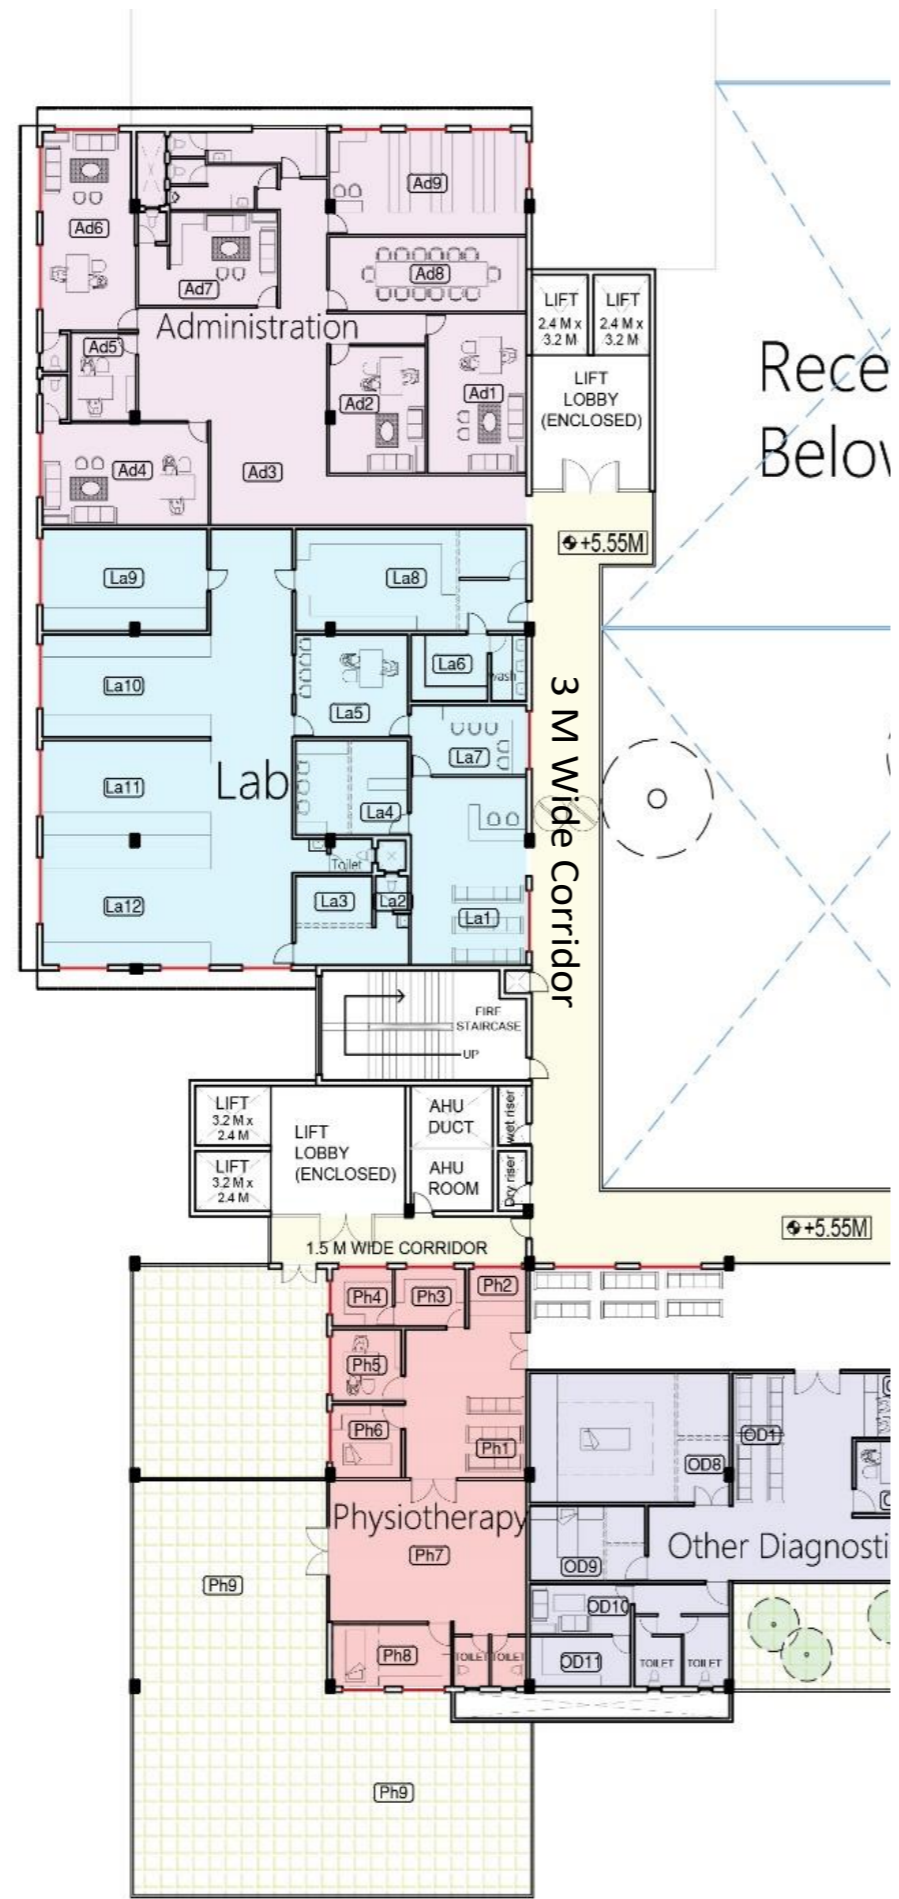 Ad9
Ad6
Ad8
Ad7
LIFT
2.4 M x
3.2 M
LIFT
2.4 M x
3.2 M
Administration
Ad5
Rece
LIFT
LOBBY
(ENCLOSED)
Ad1
Ad2
Belo
Ad4
Ad3
+5.55M
La9
La8
La6
wash
La10
La5
3 M Wide Corridor
La7
La11
Lab
La4
Toilet
La12
La3
La2
La1
FIRE
STAIRCASE
UP
LIFT
3.2 M x
2.4 M
LIFT
LOBBY
(ENCLOSED)
AHU
DUCT
wet riser
LIFT
3.2 M x
2.4 M
AHU
ROOM
Dry riser
+5.55M
1.5 M WIDE CORRIDOR
Ph4
Ph3
Ph2
Ph5
Ph6
Ph1
OD1
OD8
Physiotherapy
Other Diagnosti
Ph7
OD9
Ph9
OD10
Ph8
TOILET
TOILET
OD11
TOILET
TOILET
Ph9